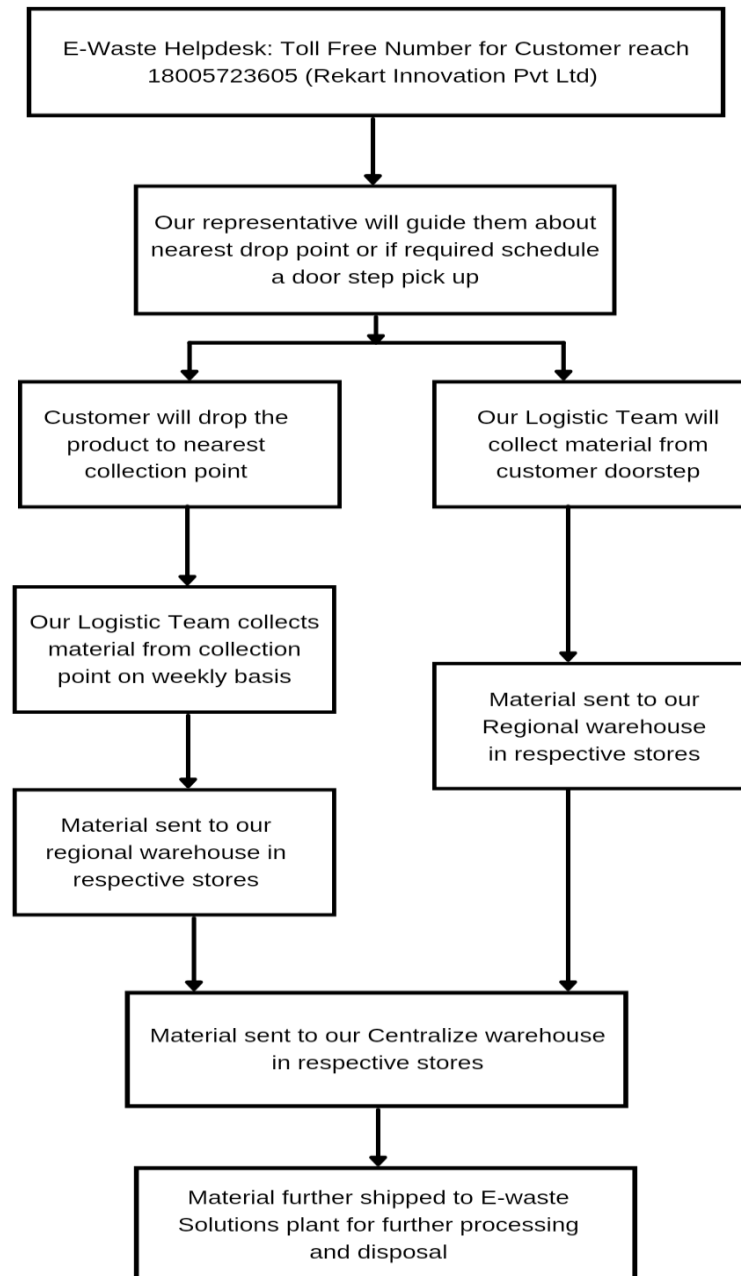 E-Waste Helpdesk: Toll Free Number for Customer reach
18005723605 (Rekart Innovation Pvt Ltd)
Our representative will guide them about
nearest drop point or if required schedule
a door step pick up
Customer will drop the
product to nearest
collection point
Our Logistic Team will
collect material from
customer doorstep
Our Logistic Team collects
material from collection
point on weekly basis
Material sent to our
Regional warehouse
in respective stores
Material sent to our
regional warehouse in
respective stores
Material sent to our Centralize warehouse
in respective stores
Material further shipped to E-waste
Solutions plant for further processing
and disposal